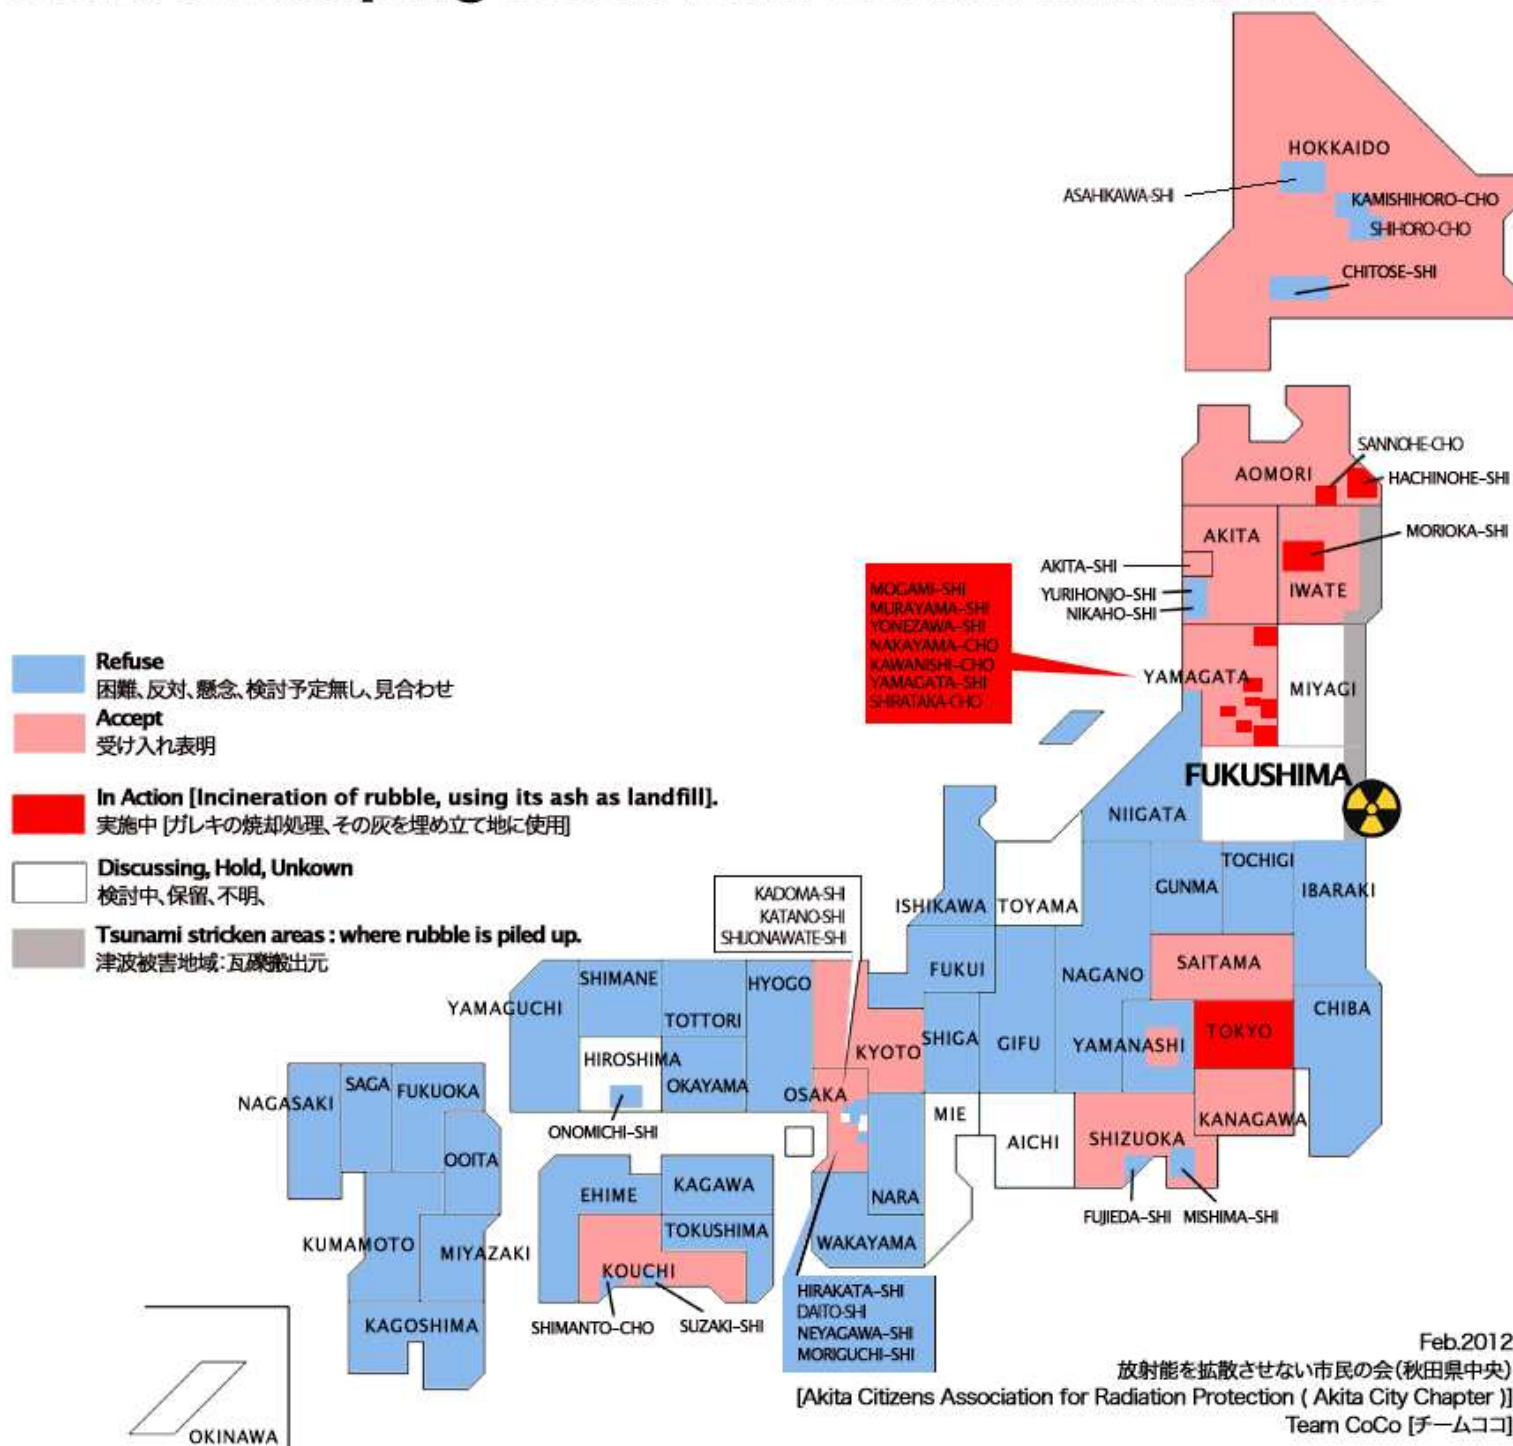 HOKKAIDO
ASAHIKAWA-SHI
KAMISHIHORO-CHO
SHIHORO-CHO
CHITOSE-SHI
SANNOHE-CHO
AOMORI
HACHINOHE-SHI
AKITA
MORIOKA-SHI
AKITA-SHI
IWATE
YURIHONJO-SHI
NIKAHO-SHI
MOGAMI-SHI
MURAYAMA-SHI
YONEZAWA-SHI
NAKAYAMA-CHO
KAWANISHI-CHO
YAMAGATA-SHI
SHIRATAKA-CHO
YAMAGATA
MIYAGI
Refuse
困難、反対、懸念、検討予定無し、見合わせ
Accept
受け入れ表明
In Action [Incineration of rubble, using its ash as landfill].
実施中 [ガレキの焼却処理、その灰を埋め立て地に使用]
Discussing, Hold, Unkown
検討中、保留、不明、
Tsunami stricken areas : where rubble is piled up.
津波被害地域:瓦礫搬出元
FUKUSHIMA
NIIGATA
TOCHIGI
GUNMA
IBARAKI
KADOMA-SHI
KATANO-SHI
SHIJONAWATE-SHI
ISHIKAWA
TOYAMA
FUKUI
NAGANO
SAITAMA
SHIMANE
HYOGO
YAMAGUCHI
TOTTORI
CHIBA
SHIGA
GIFU
YAMANASHI
TOKYO
KYOTO
HIROSHIMA
OKAYAMA
OSAKA
SAGA
FUKUOKA
NAGASAKI
ONOMICHI-SHI
MIE
AICHI
SHIZUOKA
KANAGAWA
OOITA
EHIME
KAGAWA
NARA
FUJIEDA-SHI
MISHIMA-SHI
TOKUSHIMA
WAKAYAMA
KUMAMOTO
MIYAZAKI
KOUCHI
HIRAKATA-SHI
DAITO-SHI
NEYAGAWA-SHI
MORIGUCHI-SHI
KAGOSHIMA
SHIMANTO-CHO
SUZAKI-SHI
OKINAWA
Feb.2012
放射能を拡散させない市民の会(秋田県中央)
[Akita Citizens Association for Radiation Protection ( Akita City Chapter )]
Team CoCo [チームココ]